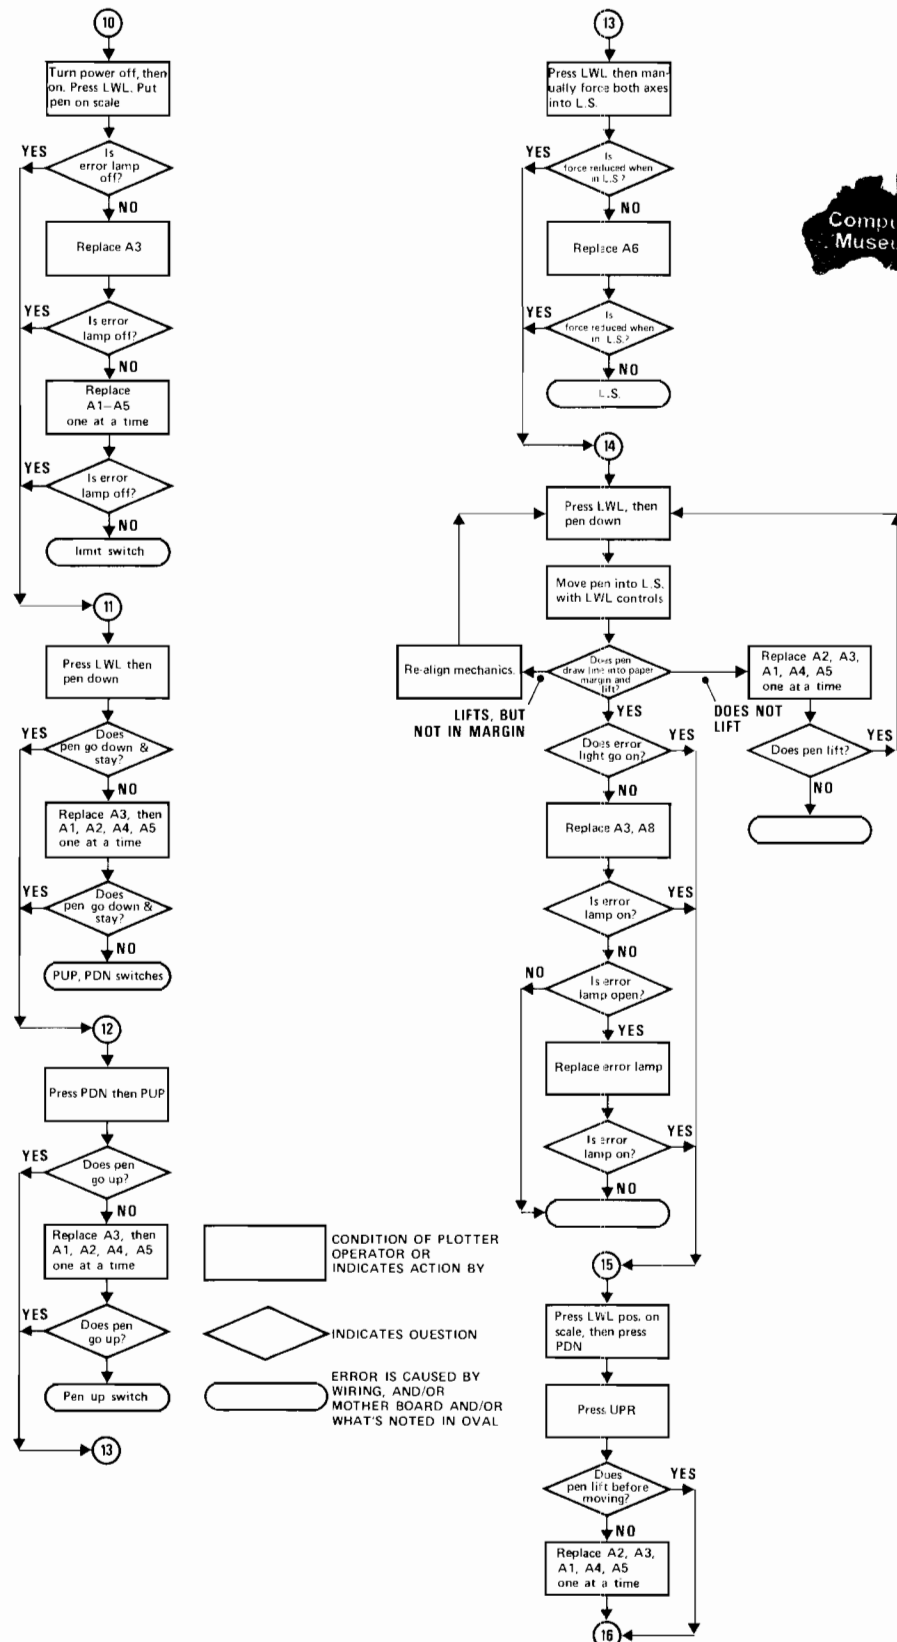 10
Turn power off, then
on. Press LWL. Put
pen on scale
YES
Is
error lamp
off?
NO
Replace A3
YES
Is error
lamp off?
NO
Replace
A1–A5
one at a time
YES
Is error
lamp off?
NO
limit switch
11
Press LWL then
pen down
YES
Does
pen go down &
stay?
NO
Replace A3, then
A1, A2, A4, A5
one at a time
YES
Does
pen go down &
stay?
NO
PUP, PDN switches
12
Press PDN then PUP
YES
Does pen
go up?
NO
Replace A3, then
A1, A2, A4, A5
one at a time
YES
Does pen
go up?
NO
Pen up switch
13
CONDITION OF PLOTTER
OPERATOR OR
INDICATES ACTION BY
INDICATES QUESTION
ERROR IS CAUSED BY
WIRING, AND/OR
MOTHER BOARD AND/OR
WHAT'S NOTED IN OVAL
13
Press LWL then man-
ually force both axes
into L.S.
YES
Is
force reduced when
in L.S.?
NO
Replace A6
YES
Is
force reduced when
in L.S.?
NO
L.S.
14
Press LWL, then
pen down
Move pen into L.S.
with LWL controls
Re-align mechanics.
Does pen
draw line into paper
margin and
lift?
LIFTS, BUT
NOT IN MARGIN
YES
DOES NOT
LIFT
Replace A2, A3,
A1, A4, A5
one at a time
Does pen lift?
YES
NO
Does error
light go on?
YES
NO
Replace A3, A8
Is error
lamp on?
YES
NO
NO
Is error
lamp open?
YES
Replace error lamp
Is error
lamp on?
YES
NO
15
Press LWL pos. on
scale, then press
PDN
Press UPR
Does
pen lift before
moving?
YES
NO
Replace A2, A3,
A1, A4, A5
one at a time
16